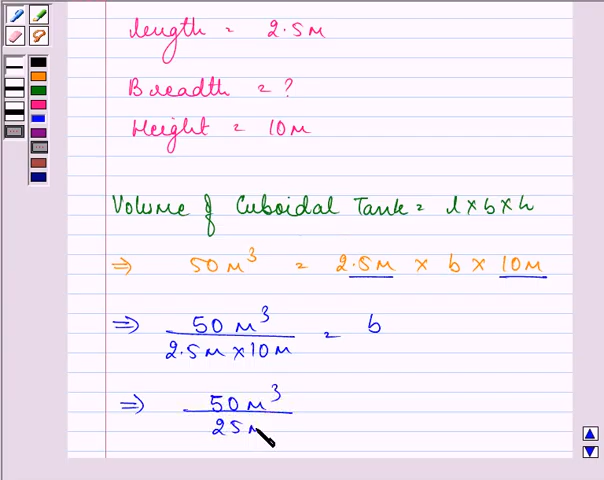 length = 2.5m
Breadth = ?
Height = 10m
Volume of Cuboidal Tank = l×b×h
⇒ 50m³ = 2.5m × b × 10m
⇒ 50m³ / 2.5m×10m = b
⇒ 50m³ / 25m